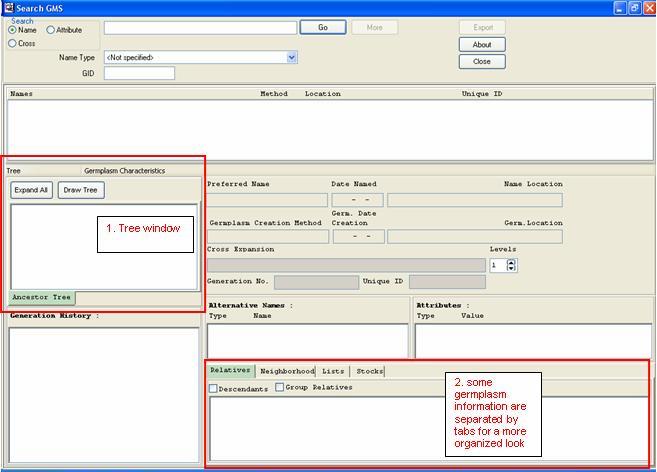 Search GMS
Search
Name Attribute
Cross
Go More Export
About
Close
Name Type <Not specified>
GID
Names Method Location Unique ID
Tree Germplasm Characteristics
Expand All Draw Tree
1. Tree window
Ancestor Tree
Preferred Name Date Named Name Location
- -
Germplasm Creation Method Germ. Date Creation Germ.Location
- -
Cross Expansion Levels
1
Generation No. Unique ID
Generation History :
Alternative Names : Attributes :
Type Name Type Value
Relatives Neighborhood Lists Stocks
Descendants Group Relatives
2. some
germplasm
information are
separated by
tabs for a more
organized look